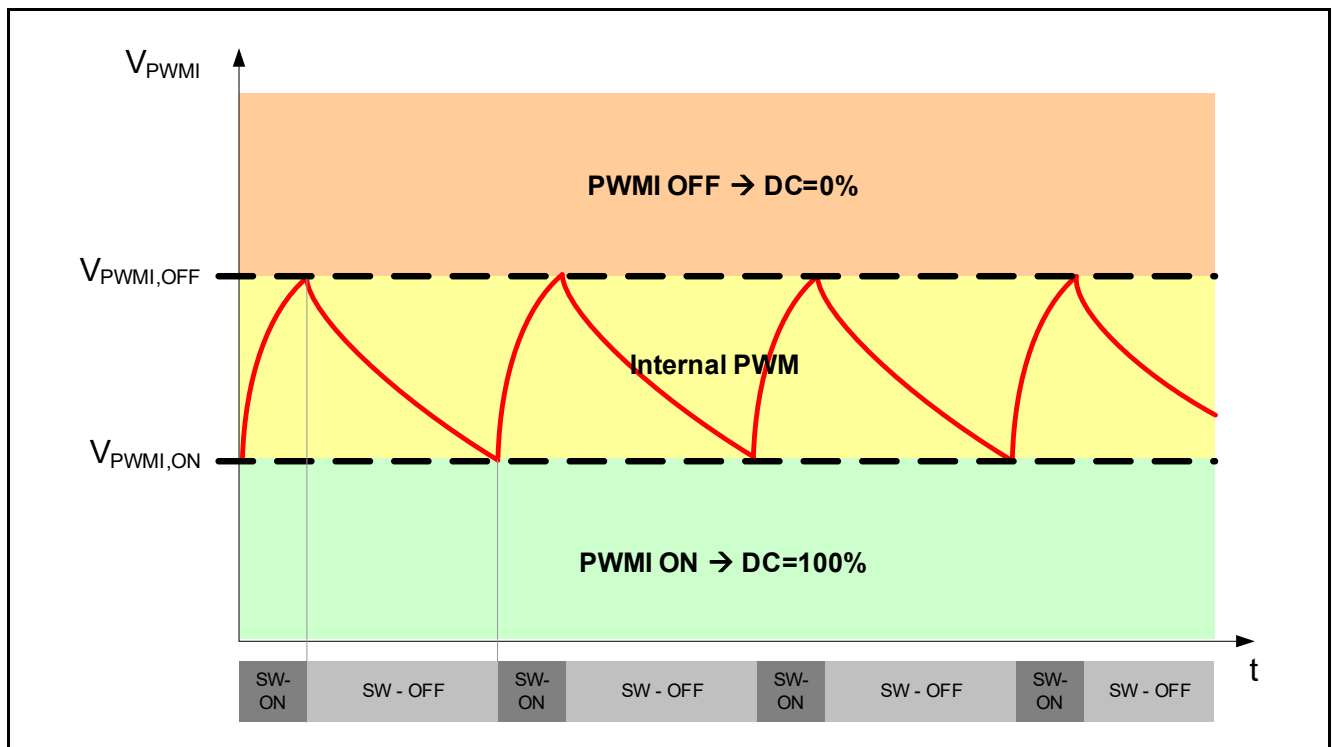 VPWMI
PWMI OFF → DC=0%
VPWMI,OFF
Internal PWM
VPWMI,ON
PWMI ON → DC=100%
t
SW-
ON
SW - OFF
SW-
ON
SW - OFF
SW-
ON
SW - OFF
SW-
ON
SW - OFF